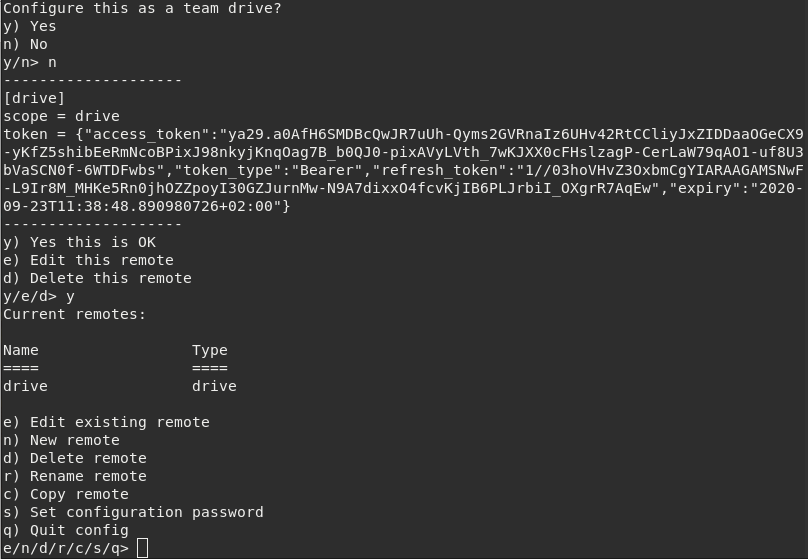 Configure this as a team drive?
y) Yes
n) No
y/n> n
--------------------
[drive]
scope = drive
token = {"access_token":"ya29.a0AfH6SMDBcQwJR7uUh-Qyms2GVRnaIz6UHv42RtCCliyJxZIDDaaOGeCX9
-yKfZ5shibEeRmNcoBPixJ98nkyjKnqOag7B_b0QJ0-pixAVyLVth_7wKJXX0cFHslzagP-CerLaW79qAO1-uf8U3
bVaSCN0f-6WTDFwbs","token_type":"Bearer","refresh_token":"1//03hoVHvZ3OxbmCgYIARAAGAMSNwF
-L9Ir8M_MHKe5Rn0jhOZZpoyI30GZJurnMw-N9A7dixxO4fcvKjIB6PLJrbiI_OXgrR7AqEw","expiry":"2020-
09-23T11:38:48.890980726+02:00"}
--------------------
y) Yes this is OK
e) Edit this remote
d) Delete this remote
y/e/d> y
Current remotes:
Name                 Type
====                 ====
drive                drive
e) Edit existing remote
n) New remote
d) Delete remote
r) Rename remote
c) Copy remote
s) Set configuration password
q) Quit config
e/n/d/r/c/s/q>